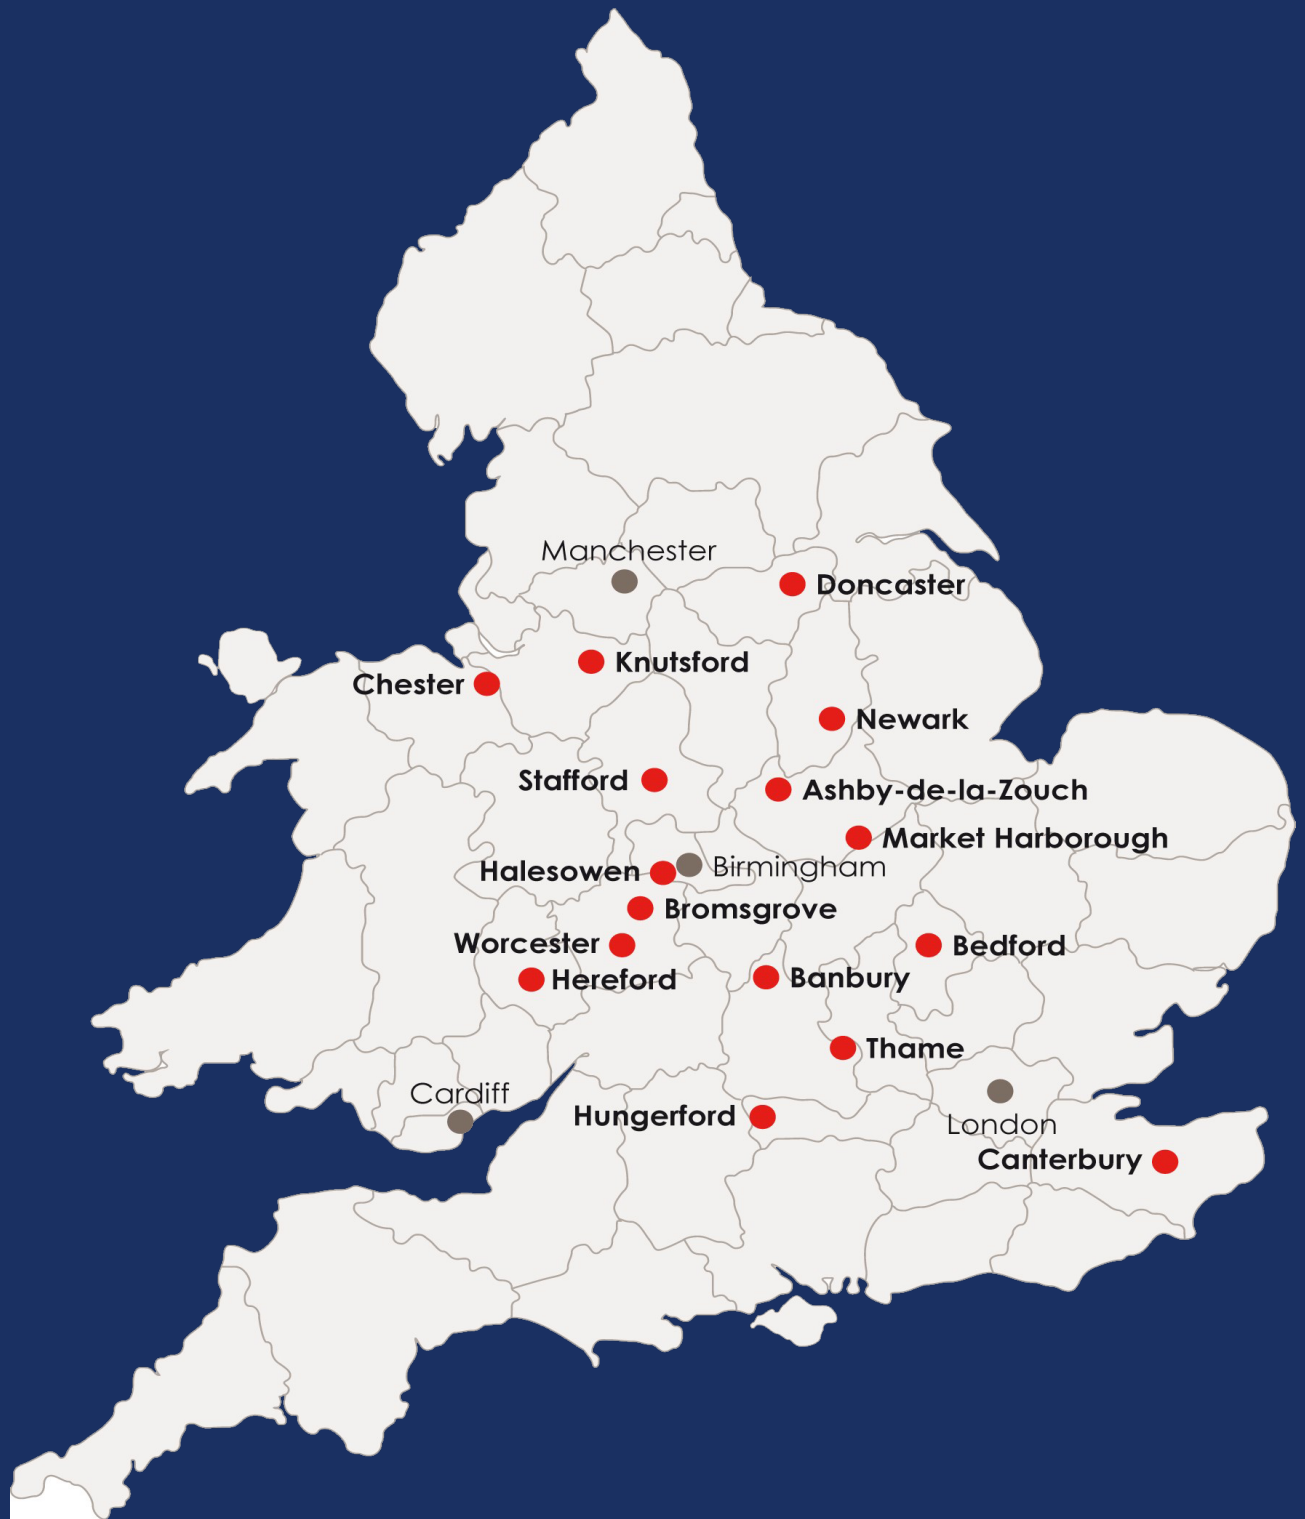 Manchester
Doncaster
Knutsford
Chester
Newark
Stafford
Ashby-de-la-Zouch
Market Harborough
Birmingham
Halesowen
Bromsgrove
Worcester
Bedford
Hereford
Banbury
Thame
Cardiff
Hungerford
London
Canterbury